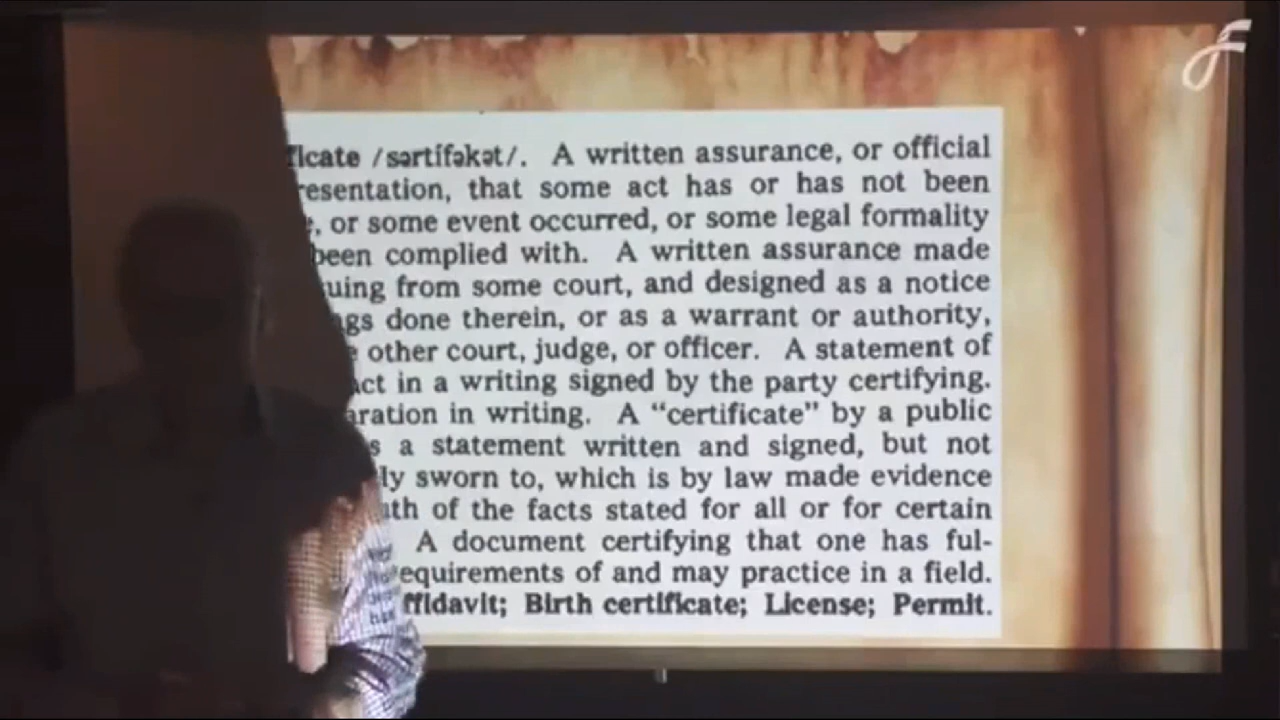 ficate /sərtífəkət/. A written assurance, or official
resentation, that some act has or has not been
, or some event occurred, or some legal formality
been complied with. A written assurance made
uing from some court, and designed as a notice
ngs done therein, or as a warrant or authority,
other court, judge, or officer. A statement of
act in a writing signed by the party certifying.
aration in writing. A “certificate” by a public
s a statement written and signed, but not
ly sworn to, which is by law made evidence
uth of the facts stated for all or for certain
A document certifying that one has ful-
equirements of and may practice in a field.
ffidavit; Birth certificate; License; Permit.